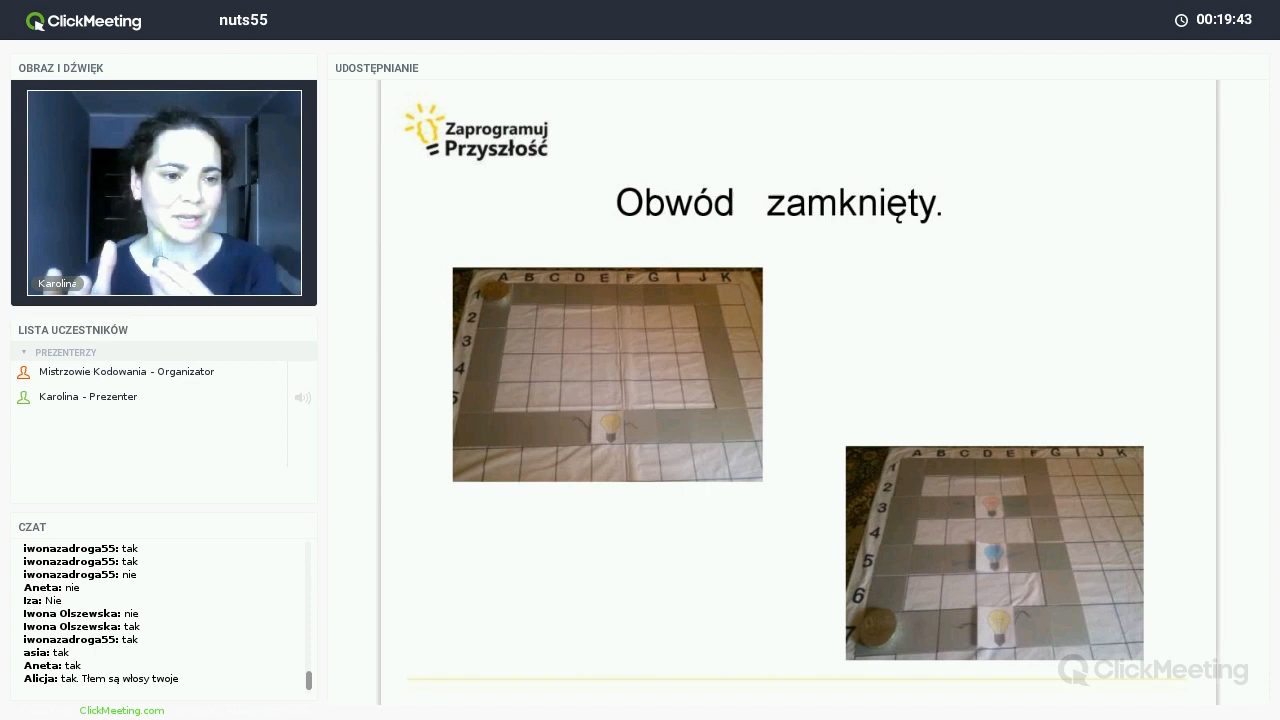 ClickMeeting
nuts55
00:19:43
OBRAZ I DŹWIĘK
Karolina
LISTA UCZESTNIKÓW
PREZENTERZY
Mistrzowie Kodowania - Organizator
Karolina - Prezenter
CZAT
iwonazadroga55: tak
iwonazadroga55: tak
iwonazadroga55: nie
Aneta: nie
Iza: Nie
Iwona Olszewska: nie
Iwona Olszewska: tak
iwonazadroga55: tak
asia: tak
Aneta: tak
Alicja: tak. Tłem są włosy twoje
ClickMeeting.com
UDOSTĘPNIANIE
Zaprogramuj
Przyszłość
Obwód zamknięty.
A B C D E F G I J K
1
2
3
4
5
A B C D E F G I J K
1
2
3
4
5
6
7
ClickMeeting